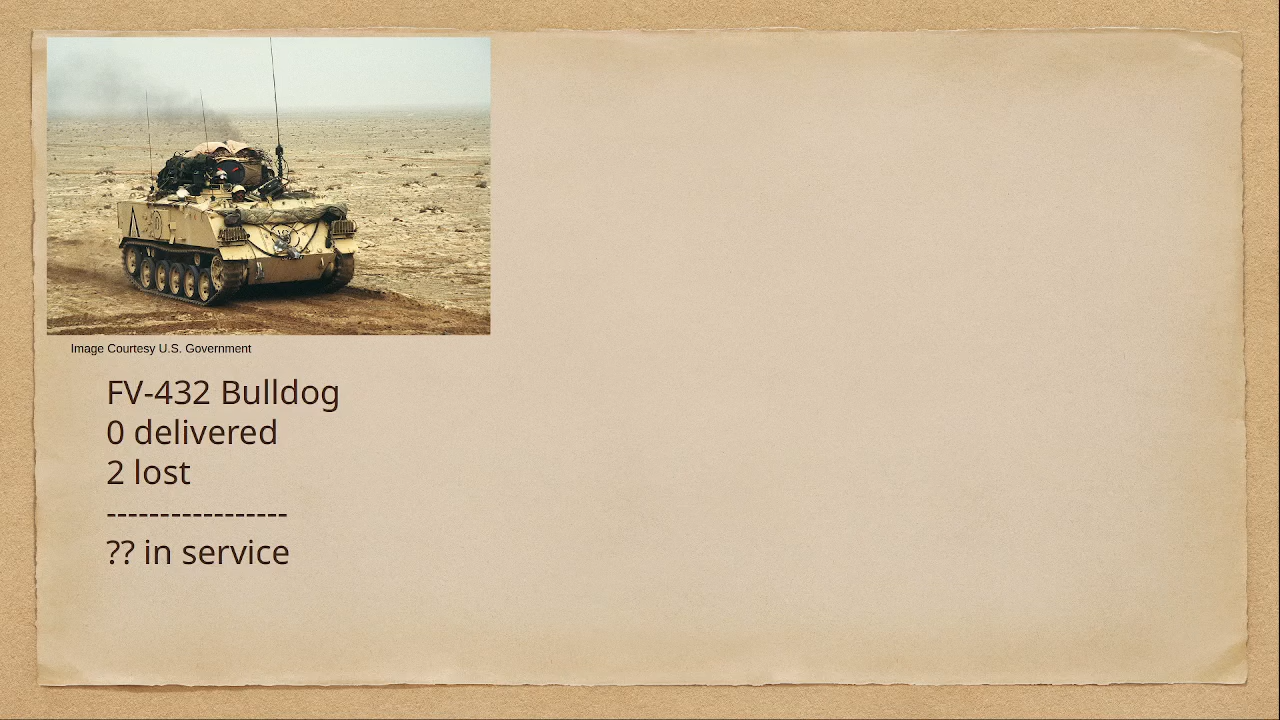 Image Courtesy U.S. Government
FV-432 Bulldog
0 delivered
2 lost
-----------------
?? in service